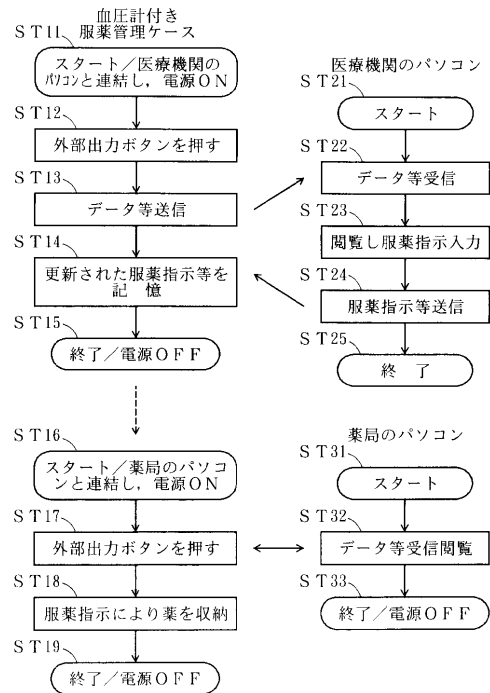 血圧計付き
服薬管理ケース
ST11
スタート/医療機関の
パソコンと連結し,電源ON
ST12
外部出力ボタンを押す
ST13
データ等送信
ST14
更新された服薬指示等を
記 憶
ST15
終了/電源OFF
医療機関のパソコン
ST21
スタート
ST22
データ等受信
ST23
閲覧し服薬指示入力
ST24
服薬指示等送信
ST25
終 了
ST16
スタート/薬局のパソコ
ンと連結し,電源ON
ST17
外部出力ボタンを押す
ST18
服薬指示により薬を収納
ST19
終了/電源OFF
薬局のパソコン
ST31
スタート
ST32
データ等受信閲覧
ST33
終了/電源OFF